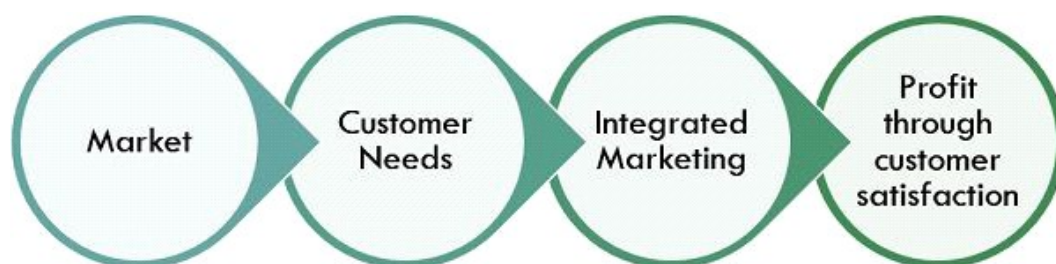 Market
Customer
Needs
Integrated
Marketing
Profit
through
customer
satisfaction